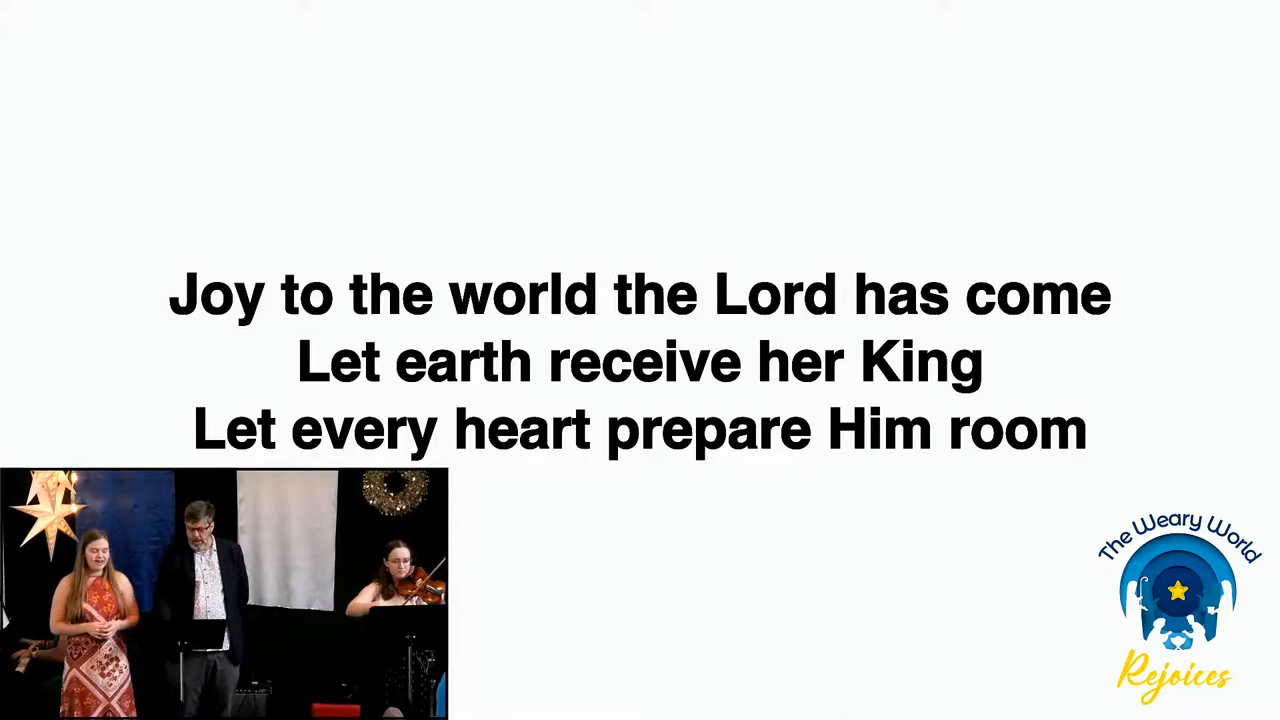 Joy to the world the Lord has come
Let earth receive her King
Let every heart prepare Him room
The Weary World
Rejoices